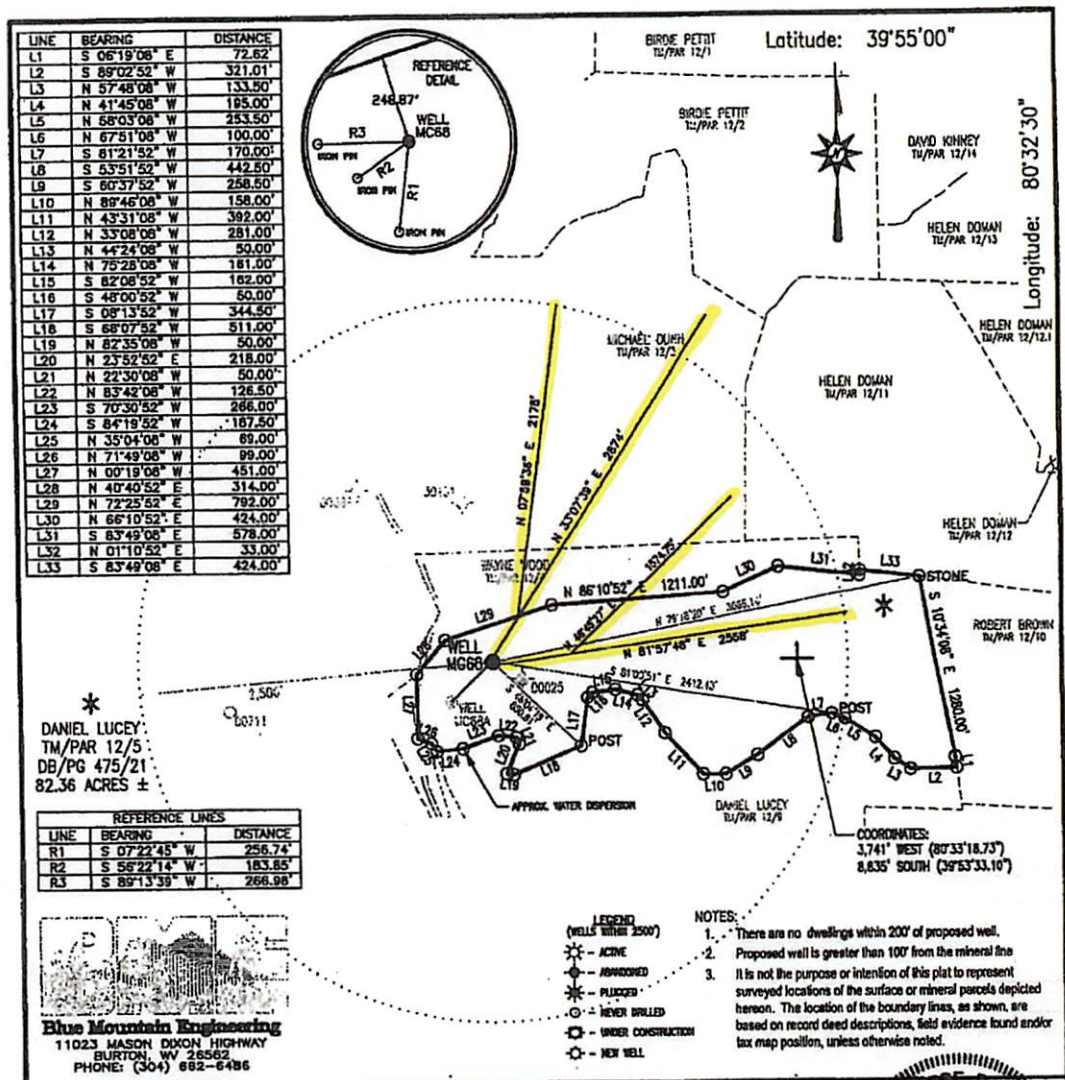 LINE BEARING DISTANCE
L1 S 06°19'08" E 72.62'
L2 S 89°02'52" W 321.01'
L3 N 57°48'08" W 133.50'
L4 N 41°45'08" W 195.00'
L5 N 58°03'08" W 253.50'
L6 N 67°51'08" W 100.00'
L7 S 81°21'52" W 170.00'
L8 S 53°51'52" W 442.50'
L9 S 60°37'52" W 258.50'
L10 N 89°46'08" W 158.00'
L11 N 43°31'08" W 392.00'
L12 N 33°08'08" W 281.00'
L13 N 44°24'08" W 50.00'
L14 N 75°28'08" W 181.00'
L15 S 82°08'52" W 162.00'
L16 S 48°00'52" W 50.00'
L17 S 08°13'52" W 344.50'
L18 S 68°07'52" W 511.00'
L19 N 82°35'08" W 50.00'
L20 N 23°52'52" E 218.00'
L21 N 22°30'08" W 50.00'
L22 N 83°42'08" W 126.50'
L23 S 70°30'52" W 266.00'
L24 S 84°19'52" W 187.50'
L25 N 35°04'08" W 69.00'
L26 N 71°49'08" W 99.00'
L27 N 00°19'08" W 451.00'
L28 N 40°40'52" E 314.00'
L29 N 72°25'52" E 792.00'
L30 N 66°10'52" E 424.00'
L31 S 83°49'08" E 578.00'
L32 N 01°10'52" E 33.00'
L33 S 83°49'08" E 424.00'
REFERENCE
DETAIL
248.87'
WELL
MC68
R3
R2
R1
IRON PIN
IRON PIN
IRON PIN
BIRDIE PETTIT
TM/PAR 12/1
Latitude: 39°55'00"
BIRDIE PETTIT
TM/PAR 12/2
N
DAVID KINNEY
TM/PAR 12/14
HELEN DOMAN
TM/PAR 12/13
Longitude: 80°32'30"
HELEN DOMAN
TM/PAR 12/12.1
MICHAEL DUNN
TM/PAR 12/3
HELEN DOMAN
TM/PAR 12/11
HELEN DOMAN
TM/PAR 12/12
N 07°59'38" E 2178'
N 33°07'39" E 2874'
1574.75'
WAYNE WOOD
N 86°10'52" E 1211.00'
L29
L30
L31
L33
STONE
S 10°34'08" E 1280.00'
ROBERT BROWN
TM/PAR 12/10
N 81°57'46" E 2558'
S 81°00'51" E 2412.13'
WELL
MG68
00025
WELL
MC68A
2,500'
L14
L12
L17
L11
L10
L9
L8
L7
POST
L6
L5
L4
L3
L2
L1
L22
L21
L20
L19
L18
L23
L24
POST
APPROX. WATER DISPERSION
DANIEL LUCEY
TM/PAR 12/9
DANIEL LUCEY
TM/PAR 12/5
DB/PG 475/21
82.36 ACRES ±
COORDINATES:
3,741' WEST (80°33'18.73")
8,835' SOUTH (39°53'33.10")
REFERENCE LINES
LINE BEARING DISTANCE
R1 S 07°22'45" W 256.74'
R2 S 56°22'14" W 183.85'
R3 S 89°13'39" W 266.98'
Blue Mountain Engineering
11023 MASON DIXON HIGHWAY
BURTON, WV 26562
PHONE: (304) 662-6486
LEGEND
(WELLS WITHIN 2500')
- ACTIVE
- ABANDONED
- PLUGGED
- NEVER DRILLED
- UNDER CONSTRUCTION
- NEW WELL
NOTES:
1. There are no dwellings within 200' of proposed well.
2. Proposed well is greater than 100' from the mineral line
3. It is not the purpose or intention of this plat to represent
surveyed locations of the surface or mineral parcels depicted
hereon. The location of the boundary lines, as shown, are
based on record deed descriptions, field evidence found and/or
tax map position, unless otherwise noted.